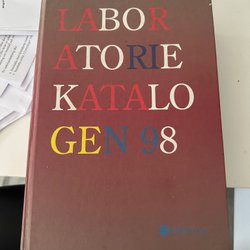 LABOR
ATORIE
KATALO
GEN 98